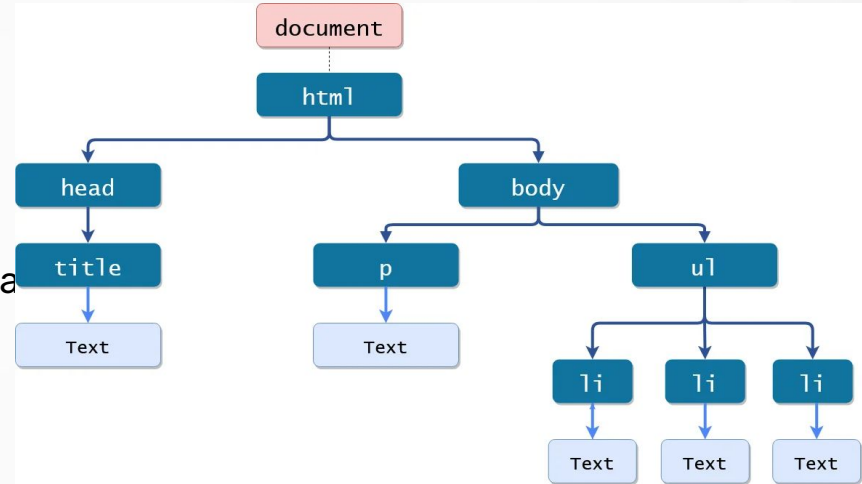 document
html
head body
a title p ul
Text Text
li li li
Text Text Text